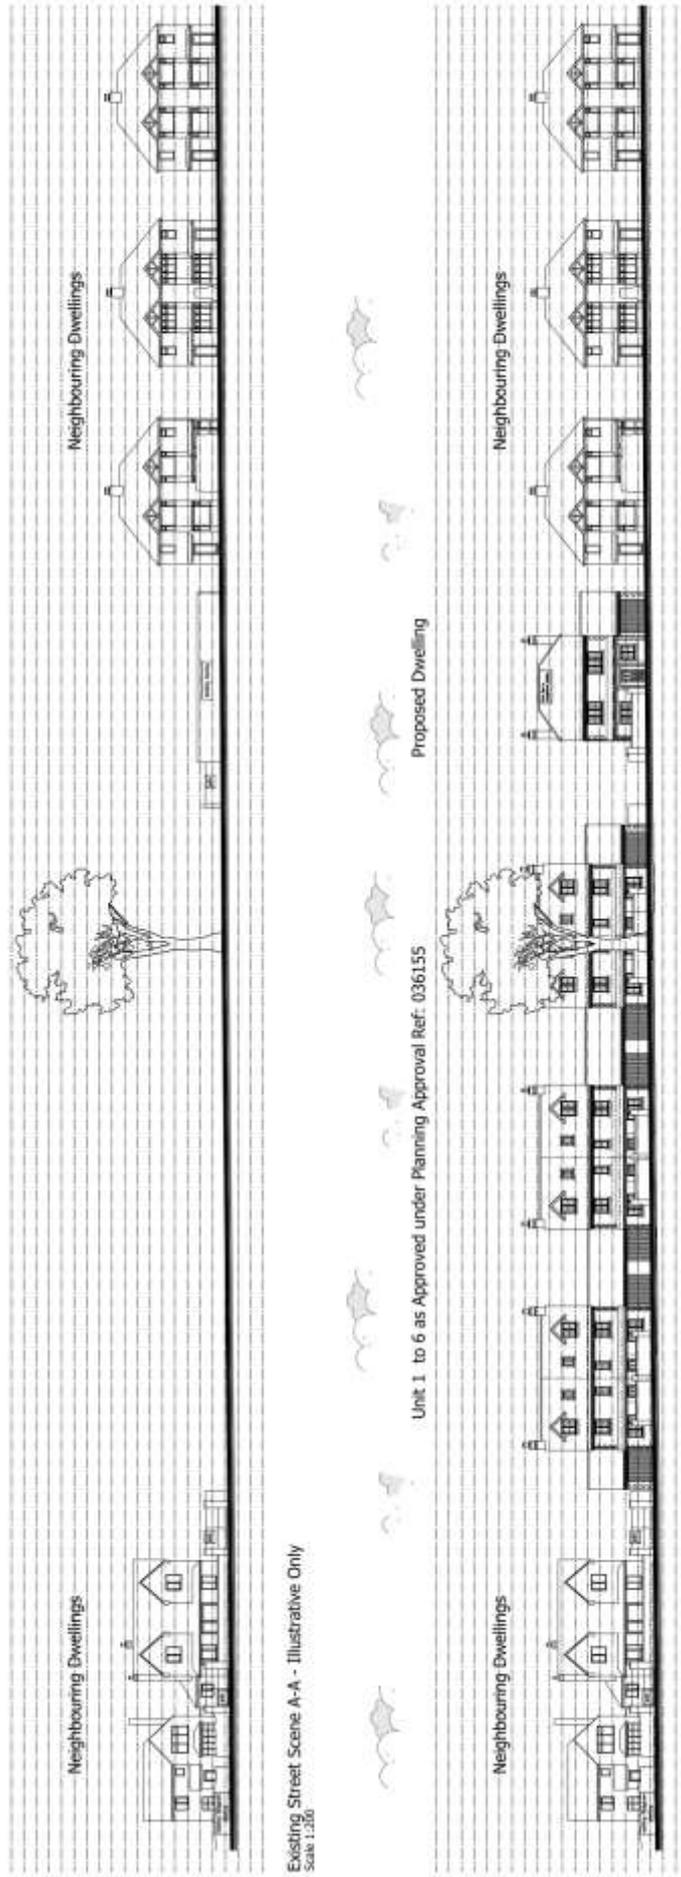 Neighbouring Dwellings
Neighbouring Dwellings
Existing Street Scene A-A - Illustrative Only
Scale 1:200
Neighbouring Dwellings
Unit 1 to 6 as Approved under Planning Approval Ref: 036155
Proposed Dwelling
Neighbouring Dwellings